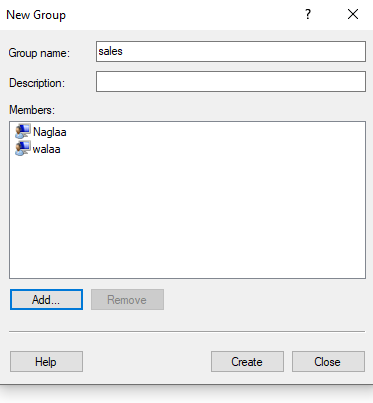 New Group
?
Group name: sales
Description:
Members:
Naglaa
walaa
Add... Remove
Help Create Close